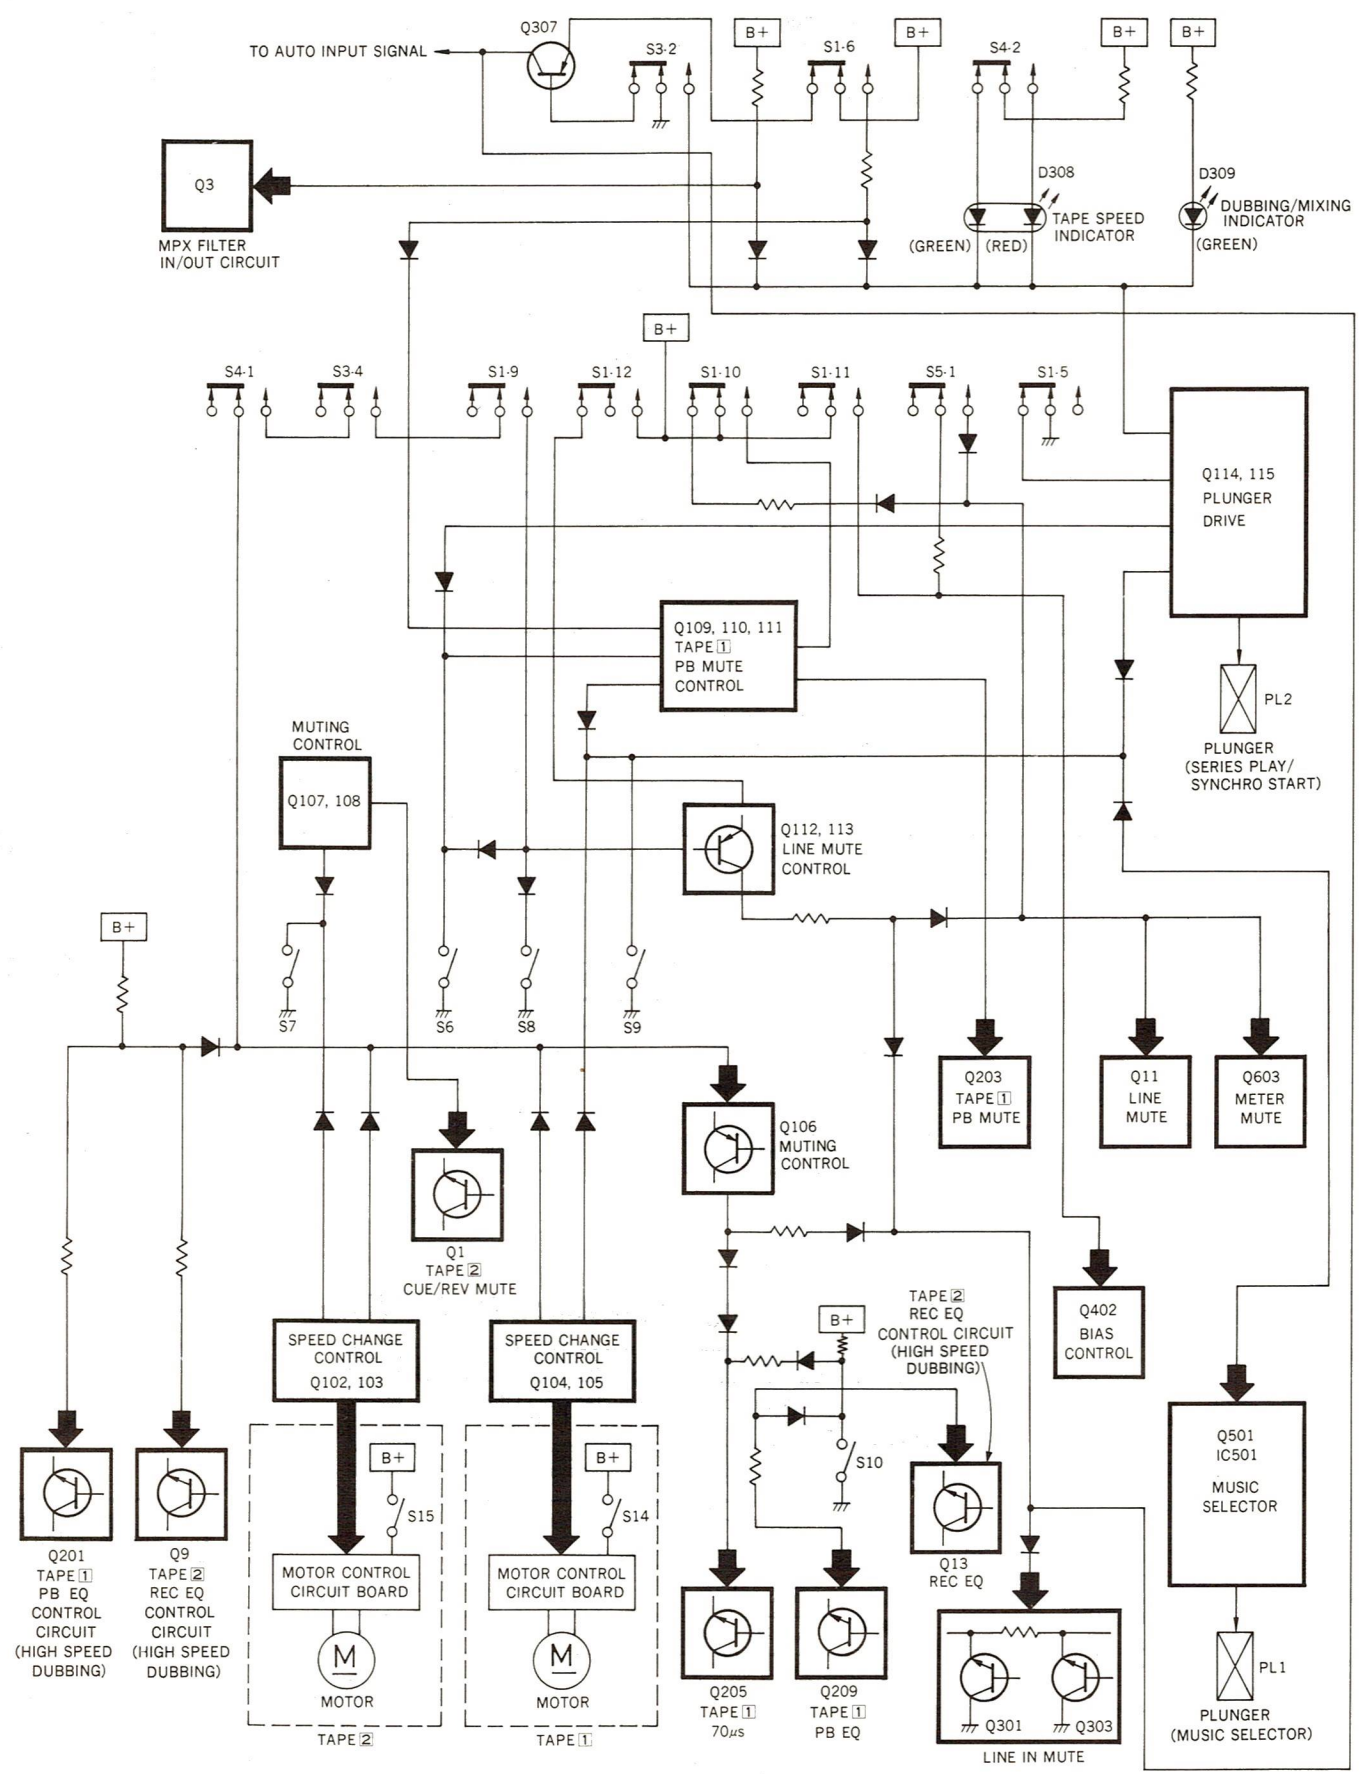 Q307
TO AUTO INPUT SIGNAL
S3-2
B+
S1-6
B+
S4-2
B+
B+
Q3
MPX FILTER
IN/OUT CIRCUIT
D308
TAPE SPEED
INDICATOR
(GREEN)
(RED)
D309
DUBBING/MIXING
INDICATOR
(GREEN)
B+
S4-1
S3-4
S1-9
S1-12
S1-10
S1-11
S5-1
S1-5
Q114, 115
PLUNGER
DRIVE
Q109, 110, 111
TAPE 1
PB MUTE
CONTROL
PL2
PLUNGER
(SERIES PLAY/
SYNCHRO START)
MUTING
CONTROL
Q107, 108
Q112, 113
LINE MUTE
CONTROL
B+
S7
S6
S8
S9
Q203
TAPE 1
PB MUTE
Q11
LINE
MUTE
Q603
METER
MUTE
Q106
MUTING
CONTROL
Q1
TAPE 2
CUE/REV MUTE
SPEED CHANGE
CONTROL
Q102, 103
SPEED CHANGE
CONTROL
Q104, 105
B+
TAPE 2
REC EQ
CONTROL CIRCUIT
(HIGH SPEED
DUBBING)
Q402
BIAS
CONTROL
B+
S15
B+
S14
S10
Q501
IC501
MUSIC
SELECTOR
MOTOR CONTROL
CIRCUIT BOARD
MOTOR CONTROL
CIRCUIT BOARD
Q13
REC EQ
Q201
TAPE 1
PB EQ
CONTROL
CIRCUIT
(HIGH SPEED
DUBBING)
Q9
TAPE 2
REC EQ
CONTROL
CIRCUIT
(HIGH SPEED
DUBBING)
M
MOTOR
TAPE 2
M
MOTOR
TAPE 1
Q205
TAPE 1
70μs
Q209
TAPE 1
PB EQ
Q301
Q303
LINE IN MUTE
PL1
PLUNGER
(MUSIC SELECTOR)